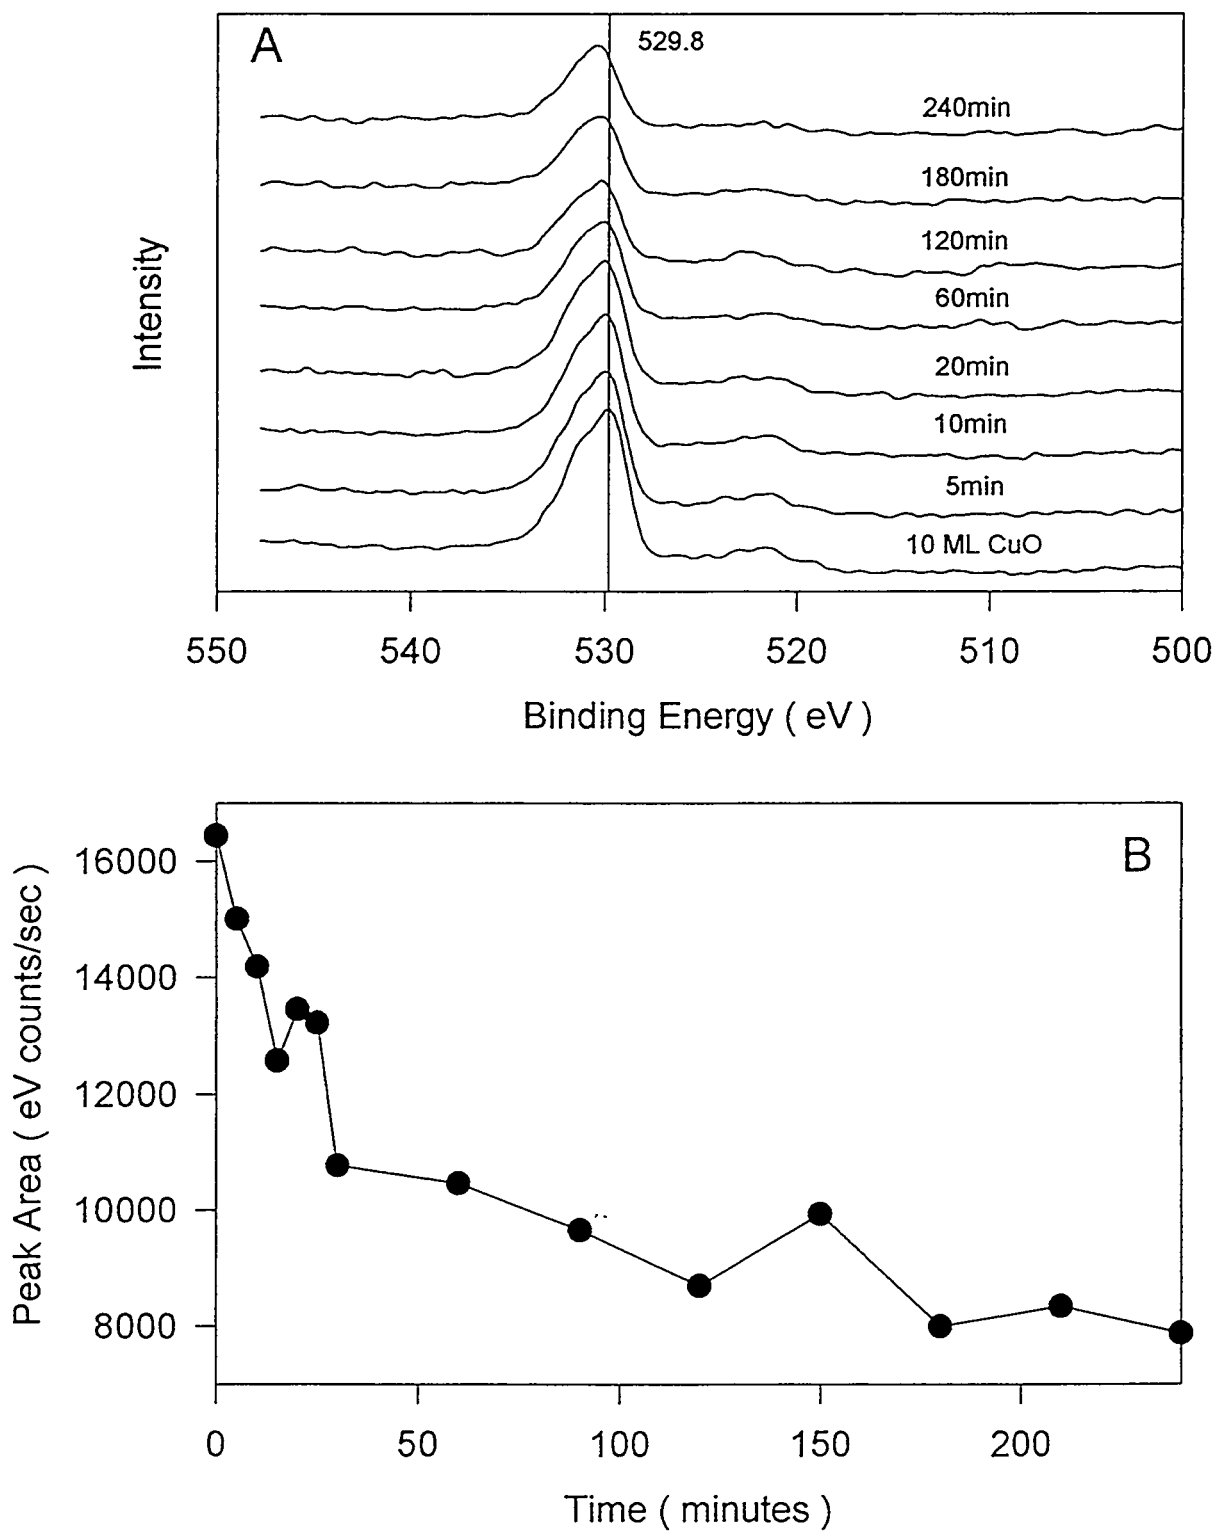 A
529.8
240min
180min
120min
60min
20min
10min
5min
10 ML CuO
Intensity
550 540 530 520 510 500
Binding Energy ( eV )
B
16000
14000
12000
10000
8000
Peak Area ( eV counts/sec )
0 50 100 150 200
Time ( minutes )